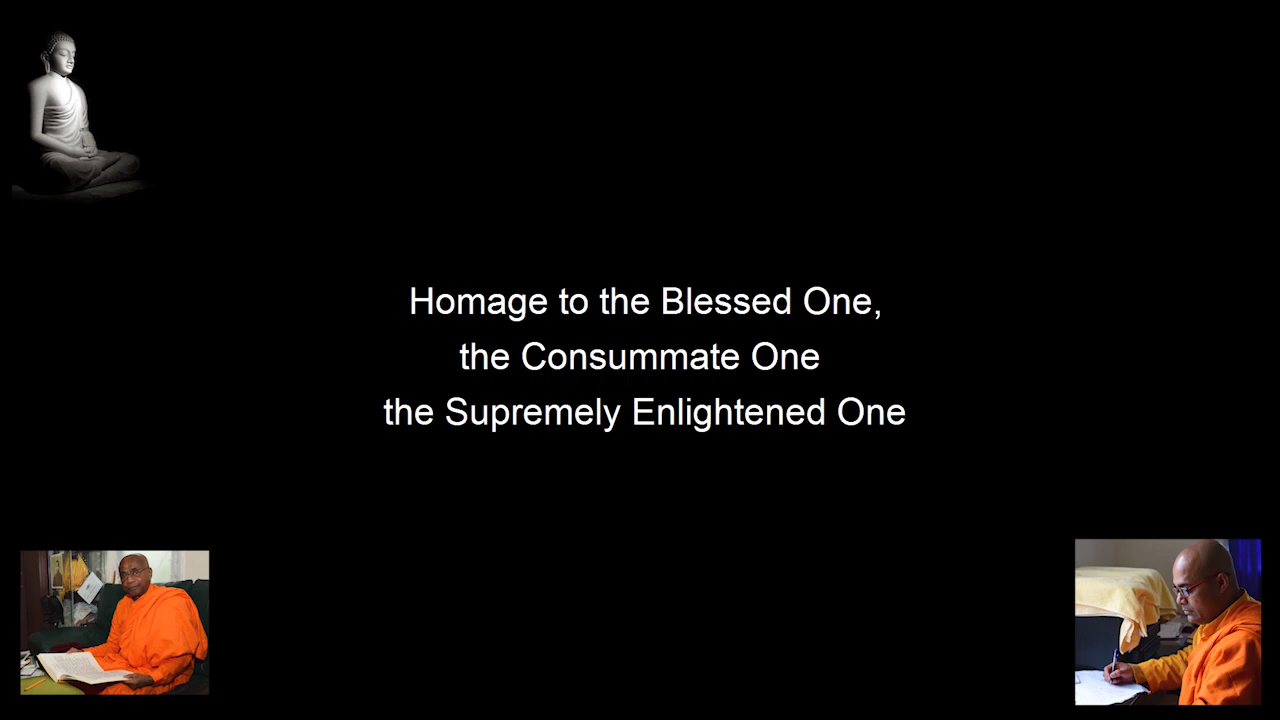 Homage to the Blessed One,
the Consummate One
the Supremely Enlightened One